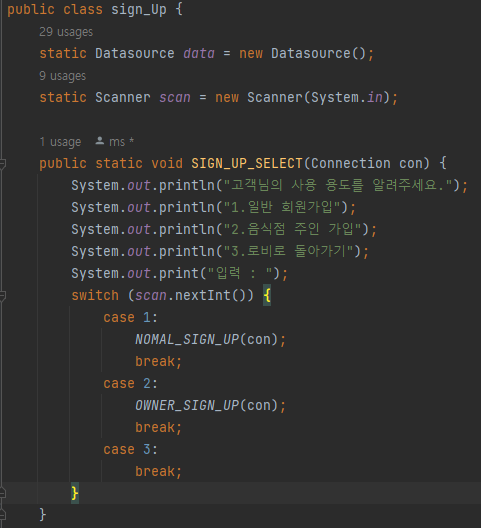 public class sign_Up {
29 usages
static Datasource data = new Datasource();
9 usages
static Scanner scan = new Scanner(System.in);
1 usage ms *
public static void SIGN_UP_SELECT(Connection con) {
System.out.println("고객님의 사용 용도를 알려주세요.");
System.out.println("1.일반 회원가입");
System.out.println("2.음식점 주인 가입");
System.out.println("3.로비로 돌아가기");
System.out.print("입력 : ");
switch (scan.nextInt()) {
case 1:
NOMAL_SIGN_UP(con);
break;
case 2:
OWNER_SIGN_UP(con);
break;
case 3:
break;
}
}